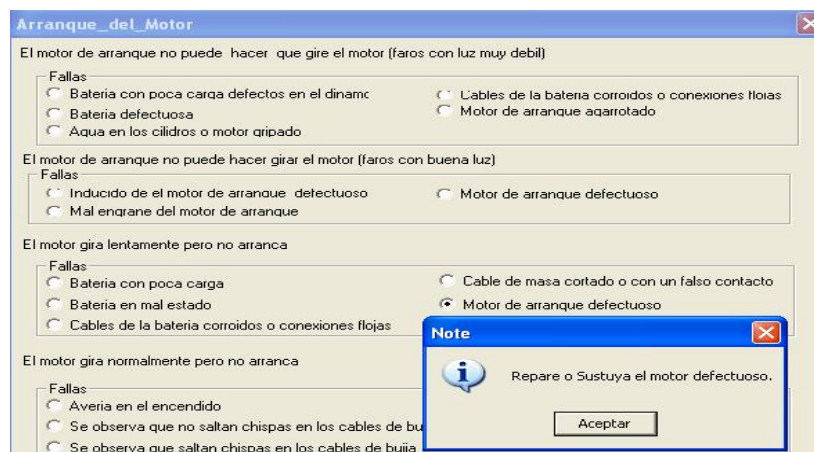 Arranque_del_Motor
El motor de arranque no puede hacer que gire el motor (faros con luz muy debil)
Fallas
Bateria con poca carga defectos en el dinamo
Cables de la bateria corroidos o conexiones flojas
Bateria defectuosa
Motor de arranque agarrotado
Agua en los cilidros o motor gripado
El motor de arranque no puede hacer girar el motor (faros con buena luz)
Fallas
Inducido de el motor de arranque defectuoso
Motor de arranque defectuoso
Mal engrane del motor de arranque
El motor gira lentamente pero no arranca
Fallas
Bateria con poca carga
Cable de masa cortado o con un falso contacto
Bateria en mal estado
Motor de arranque defectuoso
Cables de la bateria corroidos o conexiones flojas
Note
Repare o Sustuya el motor defectuoso.
Aceptar
El motor gira normalmente pero no arranca
Fallas
Averia en el encendido
Se observa que no saltan chispas en los cables de bu
Se observa que saltan chispas en los cables de bujia